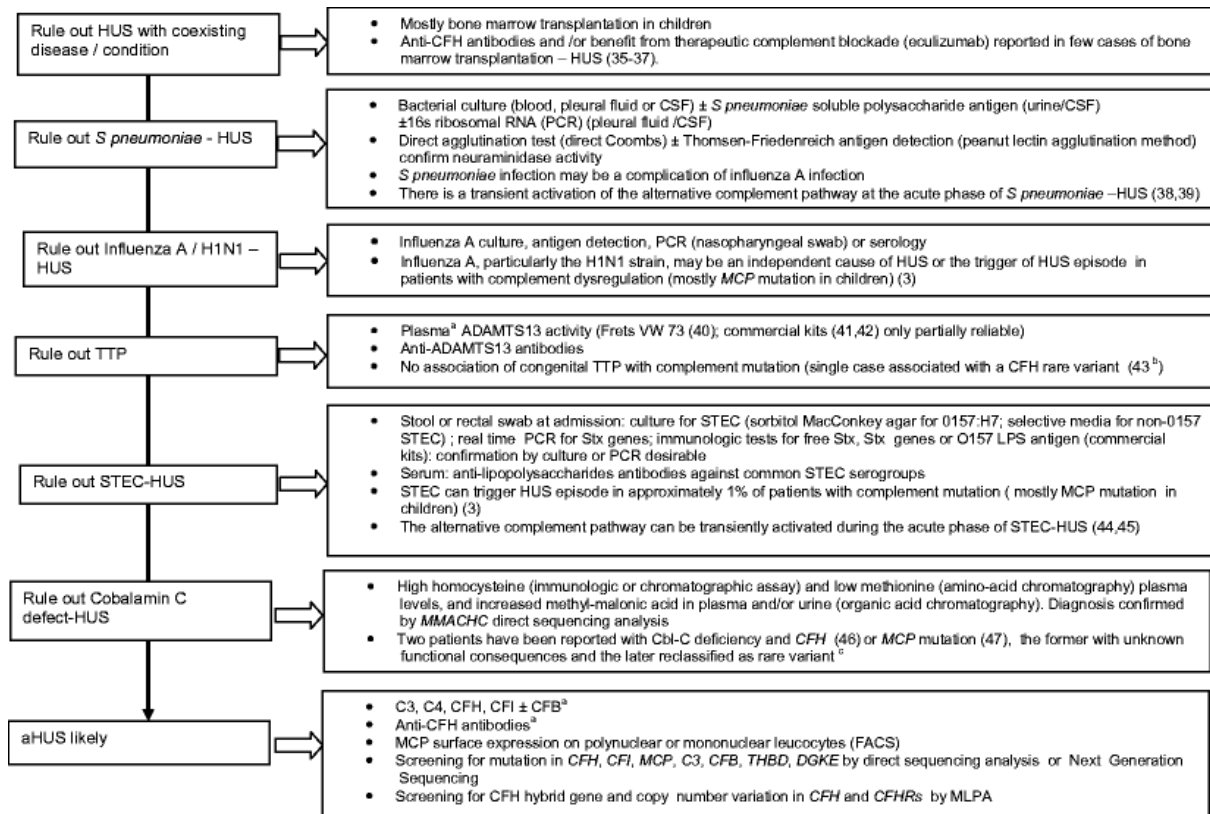 Rule out HUS with coexisting
disease / condition
• Mostly bone marrow transplantation in children
• Anti-CFH antibodies and /or benefit from therapeutic complement blockade (eculizumab) reported in few cases of bone
marrow transplantation – HUS (35-37).
Rule out S pneumoniae - HUS
• Bacterial culture (blood, pleural fluid or CSF) ± S pneumoniae soluble polysaccharide antigen (urine/CSF)
±16s ribosomal RNA (PCR) (pleural fluid /CSF)
• Direct agglutination test (direct Coombs) ± Thomsen-Friedenreich antigen detection (peanut lectin agglutination method)
confirm neuraminidase activity
• S pneumoniae infection may be a complication of influenza A infection
• There is a transient activation of the alternative complement pathway at the acute phase of S pneumoniae –HUS (38,39)
Rule out Influenza A / H1N1 –
HUS
• Influenza A culture, antigen detection, PCR (nasopharyngeal swab) or serology
• Influenza A, particularly the H1N1 strain, may be an independent cause of HUS or the trigger of HUS episode in
patients with complement dysregulation (mostly MCP mutation in children) (3)
Rule out TTP
• Plasmaᵃ ADAMTS13 activity (Frets VW 73 (40); commercial kits (41,42) only partially reliable)
• Anti-ADAMTS13 antibodies
• No association of congenital TTP with complement mutation (single case associated with a CFH rare variant (43 ᵇ)
Rule out STEC-HUS
• Stool or rectal swab at admission: culture for STEC (sorbitol MacConkey agar for 0157:H7; selective media for non-0157
STEC) ; real time PCR for Stx genes; immunologic tests for free Stx, Stx genes or O157 LPS antigen (commercial
kits): confirmation by culture or PCR desirable
• Serum: anti-lipopolysaccharides antibodies against common STEC serogroups
• STEC can trigger HUS episode in approximately 1% of patients with complement mutation ( mostly MCP mutation in
children) (3)
• The alternative complement pathway can be transiently activated during the acute phase of STEC-HUS (44,45)
Rule out Cobalamin C
defect-HUS
• High homocysteine (immunologic or chromatographic assay) and low methionine (amino-acid chromatography) plasma
levels, and increased methyl-malonic acid in plasma and/or urine (organic acid chromatography). Diagnosis confirmed
by MMACHC direct sequencing analysis
• Two patients have been reported with Cbl-C deficiency and CFH (46) or MCP mutation (47), the former with unknown
functional consequences and the later reclassified as rare variant ᶜ
aHUS likely
• C3, C4, CFH, CFI ± CFBᵃ
• Anti-CFH antibodiesᵃ
• MCP surface expression on polynuclear or mononuclear leucocytes (FACS)
• Screening for mutation in CFH, CFI, MCP, C3, CFB, THBD, DGKE by direct sequencing analysis or Next Generation
Sequencing
• Screening for CFH hybrid gene and copy number variation in CFH and CFHRs by MLPA